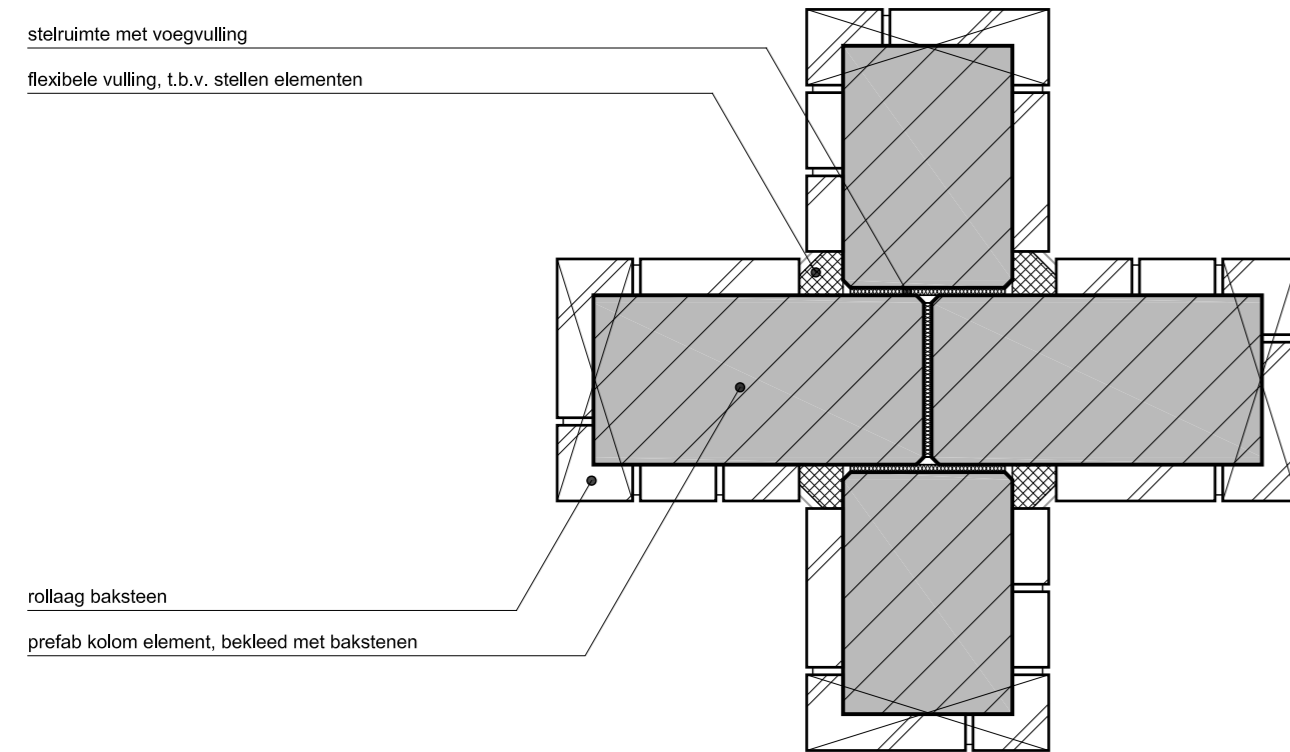 stelruimte met voegvulling
flexibele vulling, t.b.v. stellen elementen
rollaag baksteen
prefab kolom element, bekleed met bakstenen